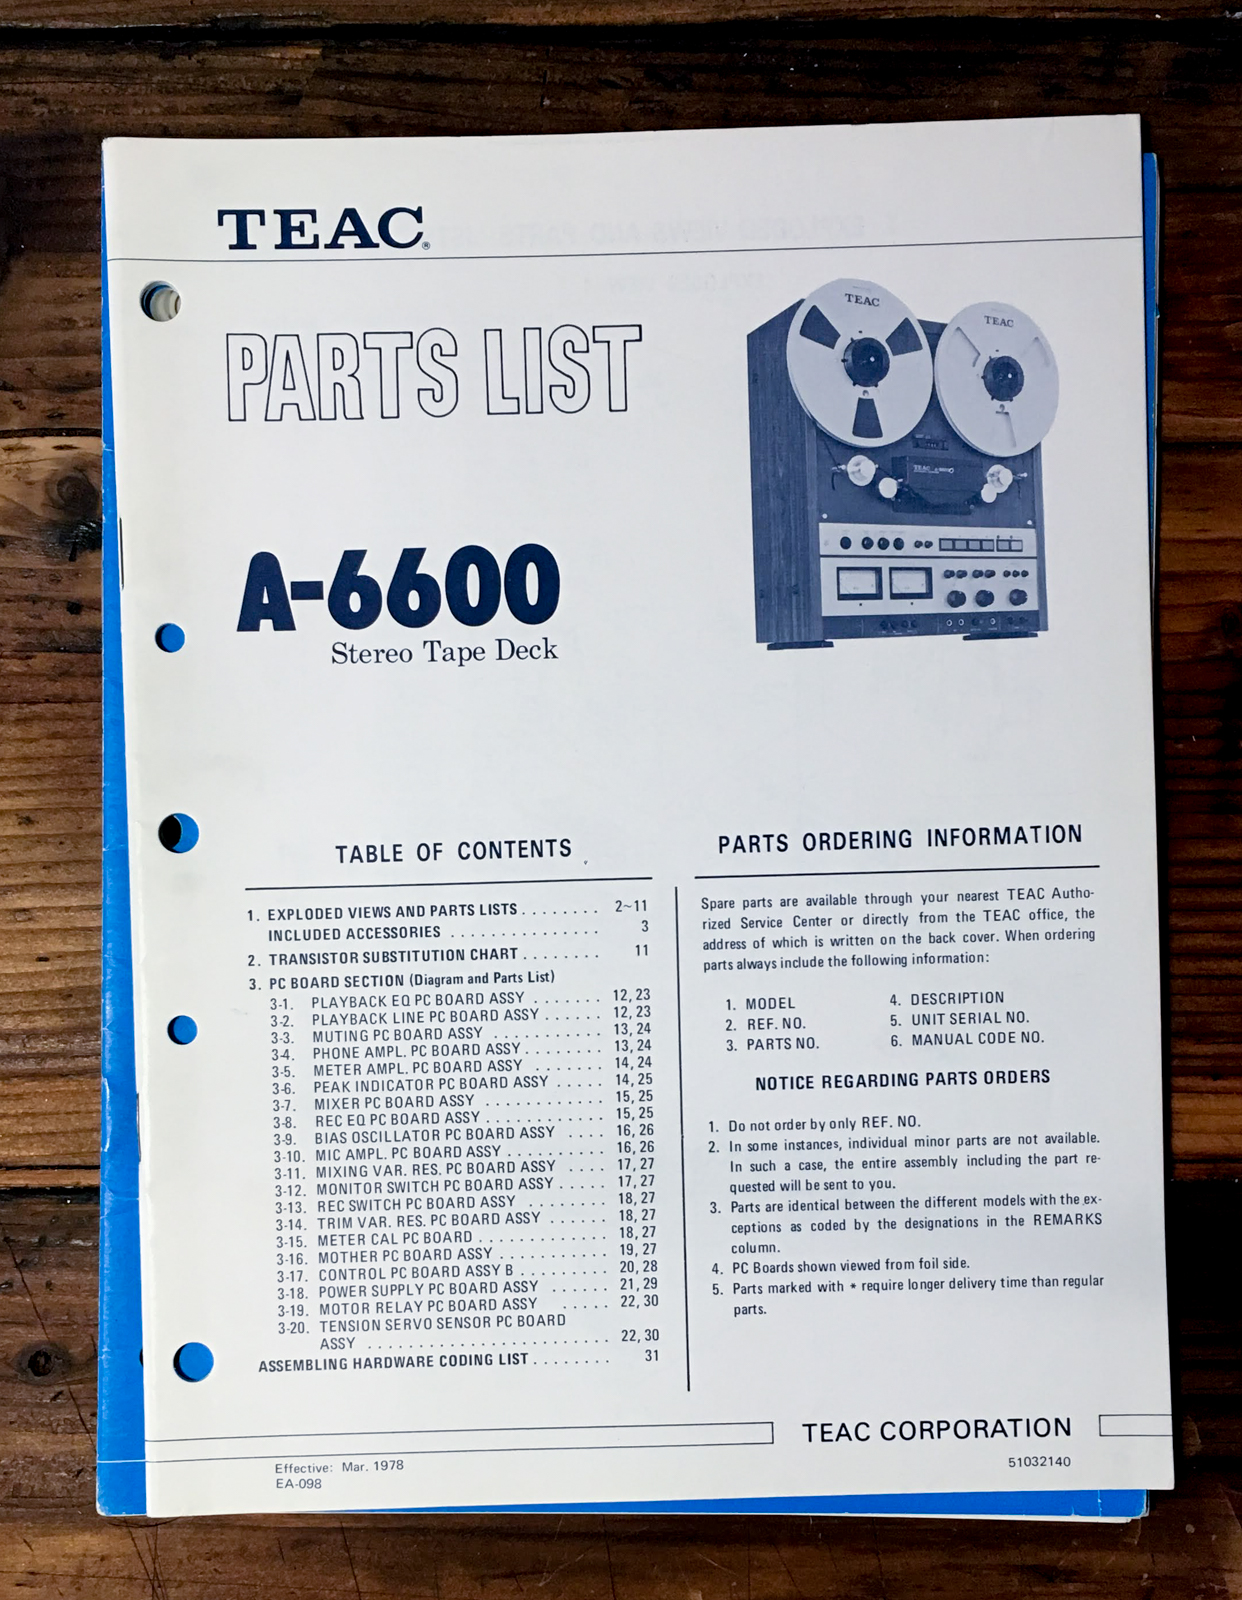 TEAC®
PARTS LIST
TEAC
TEAC
TEAC
A-6600
Stereo Tape Deck
TABLE OF CONTENTS
1. EXPLODED VIEWS AND PARTS LISTS ........ 2~11
INCLUDED ACCESSORIES ............... 3
2. TRANSISTOR SUBSTITUTION CHART ........ 11
3. PC BOARD SECTION (Diagram and Parts List)
3-1. PLAYBACK EQ PC BOARD ASSY ....... 12, 23
3-2. PLAYBACK LINE PC BOARD ASSY ...... 12, 23
3-3. MUTING PC BOARD ASSY ........... 13, 24
3-4. PHONE AMPL. PC BOARD ASSY ........ 13, 24
3-5. METER AMPL. PC BOARD ASSY ....... 14, 24
3-6. PEAK INDICATOR PC BOARD ASSY ..... 14, 25
3-7. MIXER PC BOARD ASSY ............ 15, 25
3-8. REC EQ PC BOARD ASSY ............ 15, 25
3-9. BIAS OSCILLATOR PC BOARD ASSY .... 16, 26
3-10. MIC AMPL. PC BOARD ASSY .......... 16, 26
3-11. MIXING VAR. RES. PC BOARD ASSY .... 17, 27
3-12. MONITOR SWITCH PC BOARD ASSY ..... 17, 27
3-13. REC SWITCH PC BOARD ASSY ........ 18, 27
3-14. TRIM VAR. RES. PC BOARD ASSY ...... 18, 27
3-15. METER CAL PC BOARD ............. 18, 27
3-16. MOTHER PC BOARD ASSY ........... 19, 27
3-17. CONTROL PC BOARD ASSY B ......... 20, 28
3-18. POWER SUPPLY PC BOARD ASSY ...... 21, 29
3-19. MOTOR RELAY PC BOARD ASSY ..... 22, 30
3-20. TENSION SERVO SENSOR PC BOARD
ASSY ........................ 22, 30
ASSEMBLING HARDWARE CODING LIST ........ 31
PARTS ORDERING INFORMATION
Spare parts are available through your nearest TEAC Autho-
rized Service Center or directly from the TEAC office, the
address of which is written on the back cover. When ordering
parts always include the following information:
1. MODEL
2. REF. NO.
3. PARTS NO.
4. DESCRIPTION
5. UNIT SERIAL NO.
6. MANUAL CODE NO.
NOTICE REGARDING PARTS ORDERS
1. Do not order by only REF. NO.
2. In some instances, individual minor parts are not available.
In such a case, the entire assembly including the part re-
quested will be sent to you.
3. Parts are identical between the different models with the ex-
ceptions as coded by the designations in the REMARKS
column.
4. PC Boards shown viewed from foil side.
5. Parts marked with * require longer delivery time than regular
parts.
TEAC CORPORATION
Effective: Mar. 1978
EA-098
51032140